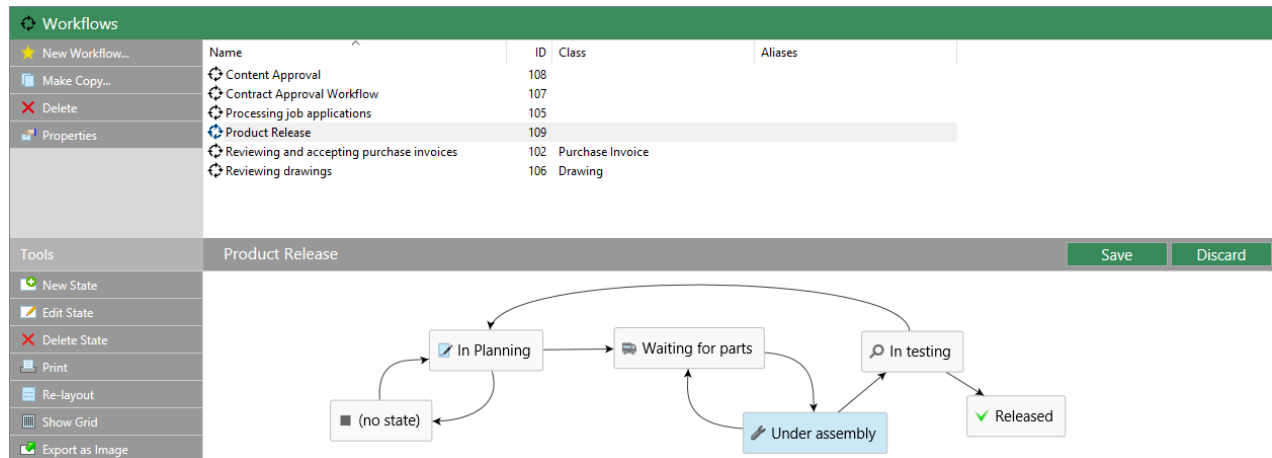 Workflows
New Workflow...
Make Copy...
Delete
Properties
Name ID Class Aliases
Content Approval 108
Contract Approval Workflow 107
Processing job applications 105
Product Release 109
Reviewing and accepting purchase invoices 102 Purchase Invoice
Reviewing drawings 106 Drawing
Tools
Product Release Save Discard
New State
Edit State
Delete State
Print
Re-layout
Show Grid
Export as Image
In Planning
Waiting for parts
In testing
(no state)
Under assembly
Released